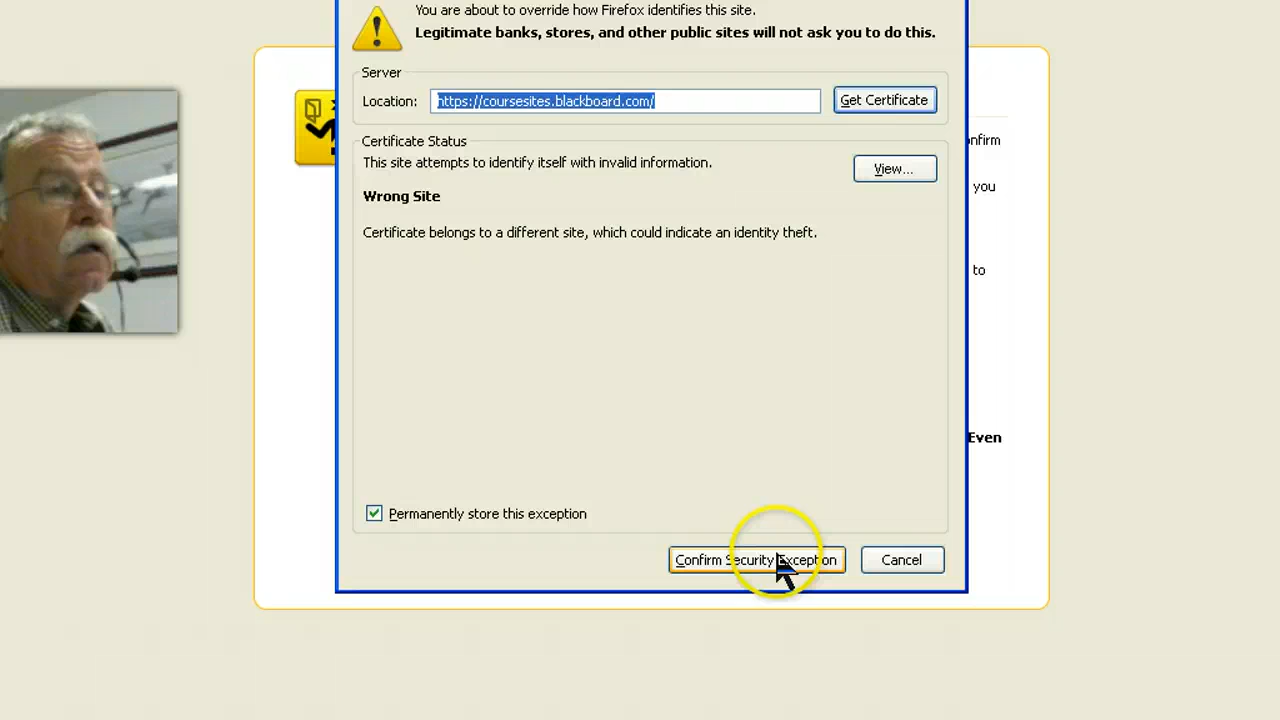 You are about to override how Firefox identifies this site.
Legitimate banks, stores, and other public sites will not ask you to do this.
Server
Location: https://coursesites.blackboard.com/ Get Certificate
Certificate Status
This site attempts to identify itself with invalid information. View...
Wrong Site
Certificate belongs to a different site, which could indicate an identity theft.
Permanently store this exception
Confirm Security Exception Cancel
you
to
Even